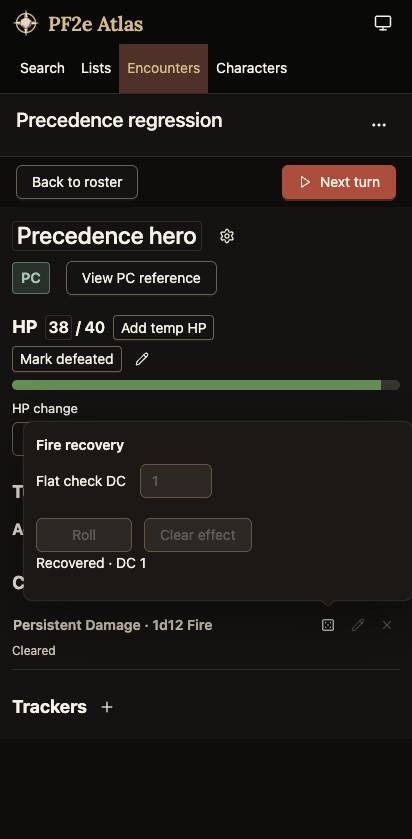 PF2e Atlas
Search Lists Encounters Characters
Precedence regression
Back to roster Next turn
Precedence hero
PC View PC reference
HP 38 / 40 Add temp HP
Mark defeated
HP change
Fire recovery
Flat check DC 1
Roll Clear effect
Recovered · DC 1
Persistent Damage · 1d12 Fire
Cleared
Trackers +